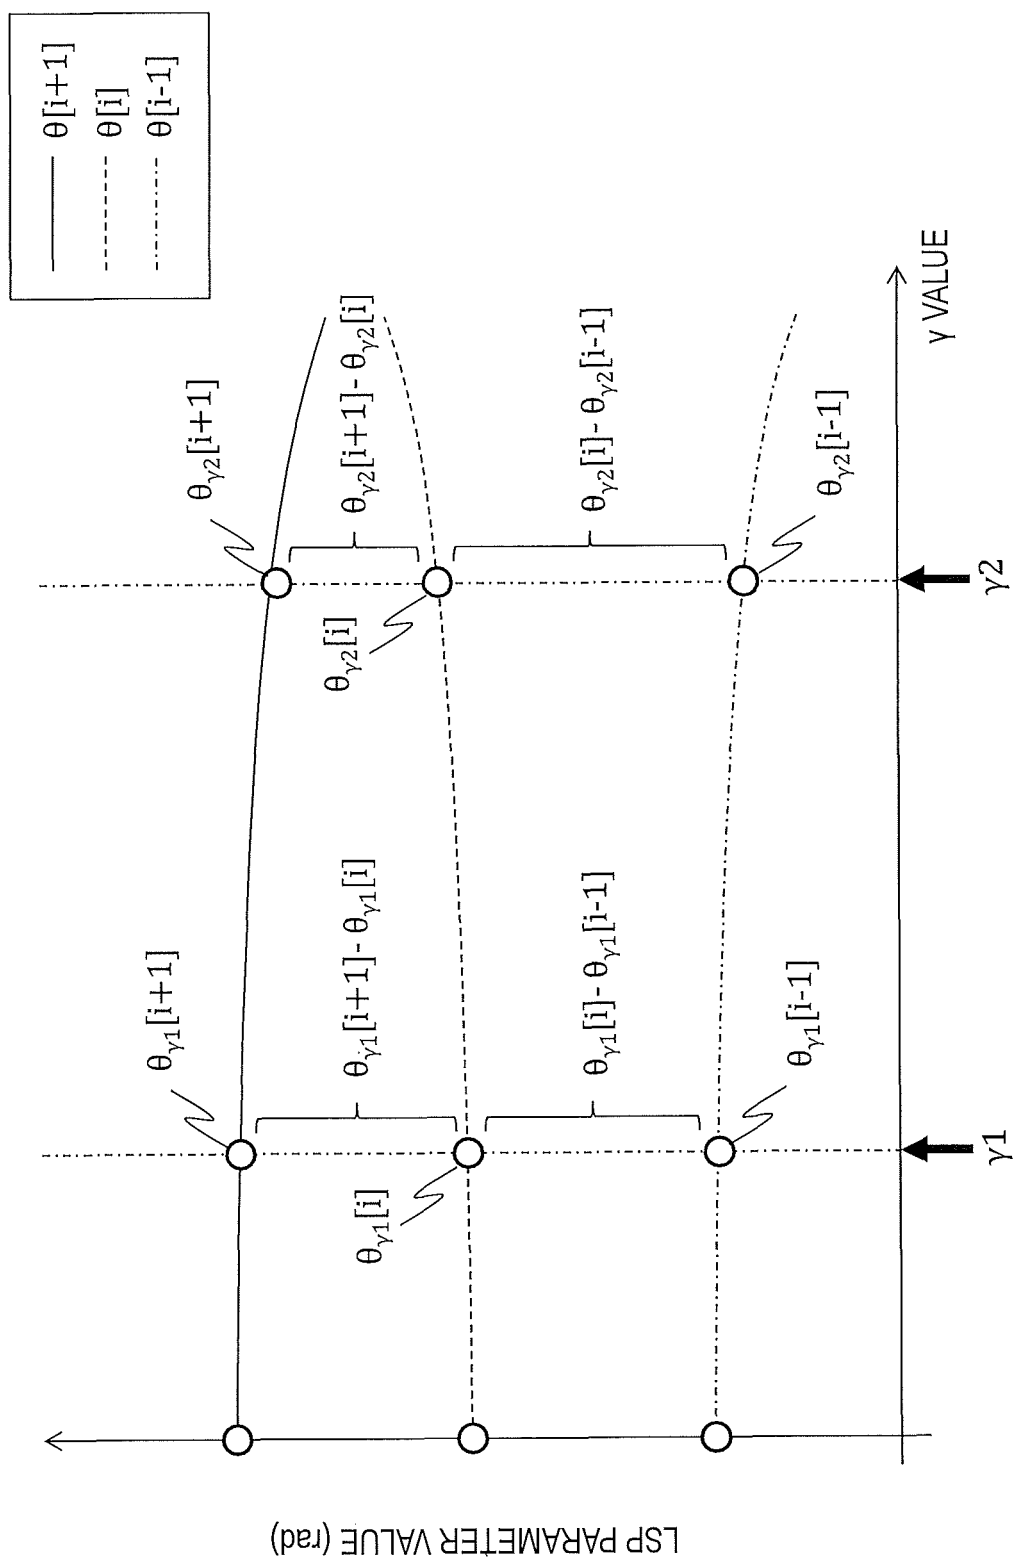 θ[i+1]
θ[i]
θ[i-1]
LSP PARAMETER VALUE (rad)
θγ1[i+1]
θγ2[i+1]
θγ1[i+1]- θγ1[i]
θγ2[i+1]- θγ2[i]
θγ1[i]
θγ2[i]
θγ1[i]- θγ1[i-1]
θγ2[i]- θγ2[i-1]
θγ1[i-1]
θγ2[i-1]
γ1
γ2
γ VALUE